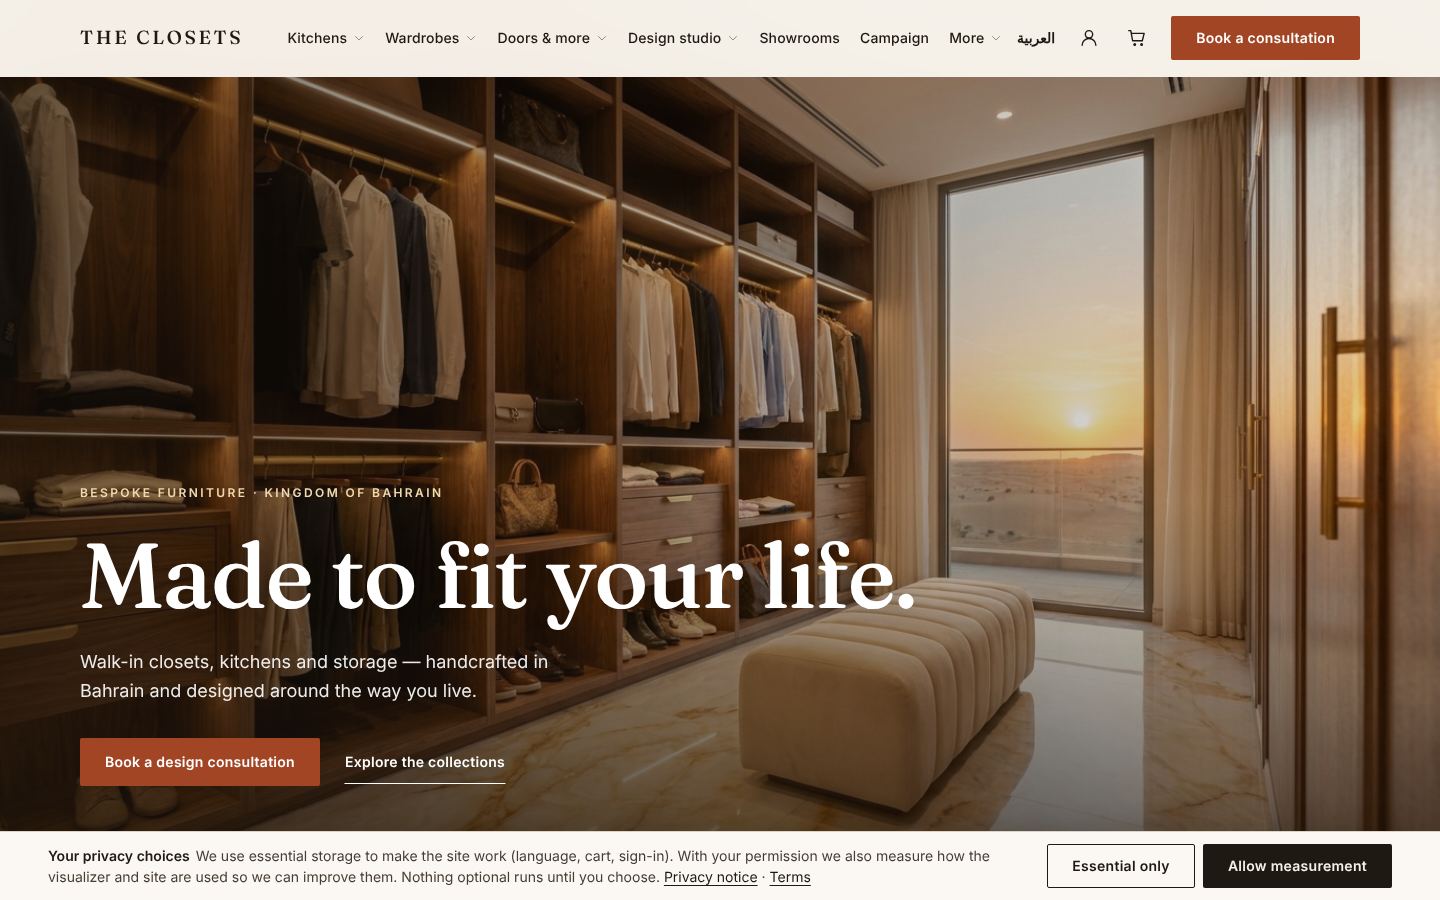 THE CLOSETS
Kitchens
Wardrobes
Doors & more
Design studio
Showrooms
Campaign
More
العربية
Book a consultation
BESPOKE FURNITURE · KINGDOM OF BAHRAIN
Made to fit your life.
Walk-in closets, kitchens and storage — handcrafted in
Bahrain and designed around the way you live.
Book a design consultation
Explore the collections
Your privacy choices We use essential storage to make the site work (language, cart, sign-in). With your permission we also measure how the
visualizer and site are used so we can improve them. Nothing optional runs until you choose. Privacy notice · Terms
Essential only
Allow measurement